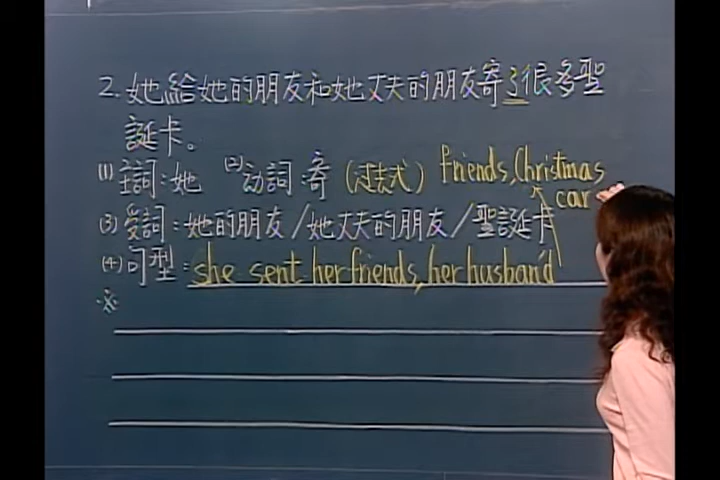 2. 她給她的朋友和她丈夫的朋友寄了很多聖
誕卡。
(1) 主詞：她 (2) 动詞：寄 (过去式) friends, Christmas
car
(3) 受詞：她的朋友／她丈夫的朋友／聖誕卡
(4) 句型：she sent her friends, her husban'd
※